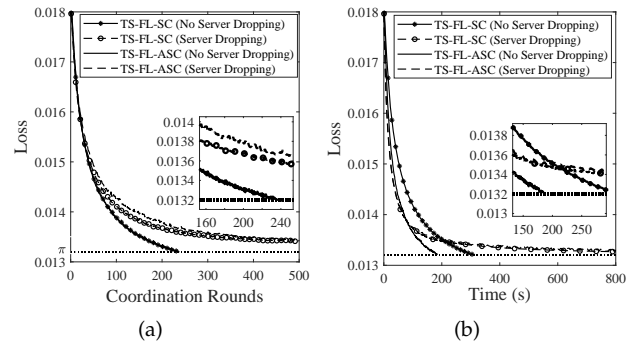 TS-FL-SC (No Server Dropping)
TS-FL-SC (Server Dropping)
TS-FL-ASC (No Server Dropping)
TS-FL-ASC (Server Dropping)
0.018
0.017
0.016
0.015
0.014
0.013
Loss
π
0.014
0.0138
0.0136
0.0134
0.0132
160 200 250
0 100 200 300 400 500
Coordination Rounds
(a)
TS-FL-SC (No Server Dropping)
TS-FL-SC (Server Dropping)
TS-FL-ASC (No Server Dropping)
TS-FL-ASC (Server Dropping)
0.018
0.017
0.016
0.015
0.014
0.013
Loss
0.0138
0.0136
0.0134
0.0132
0.013
150 200 250
0 200 400 600 800
Time (s)
(b)